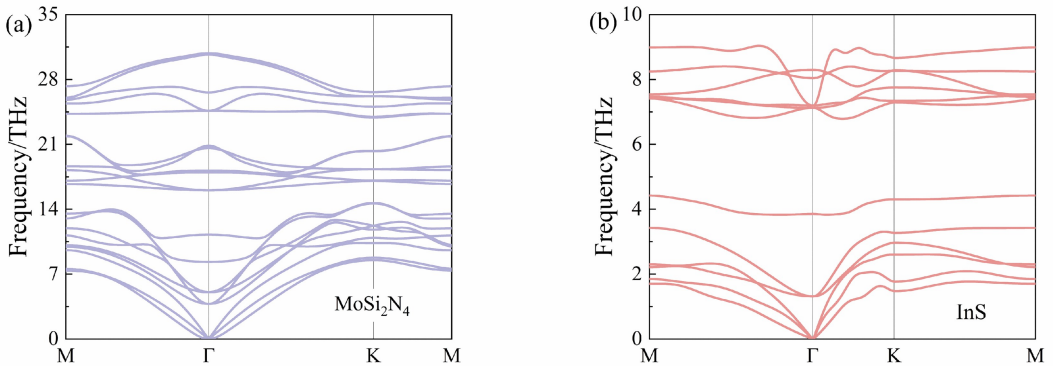 (a)
35
28
21
14
7
0
Frequency/THz
MoSi₂N₄
M Γ K M
(b)
10
8
6
4
2
0
Frequency/THz
InS
M Γ K M